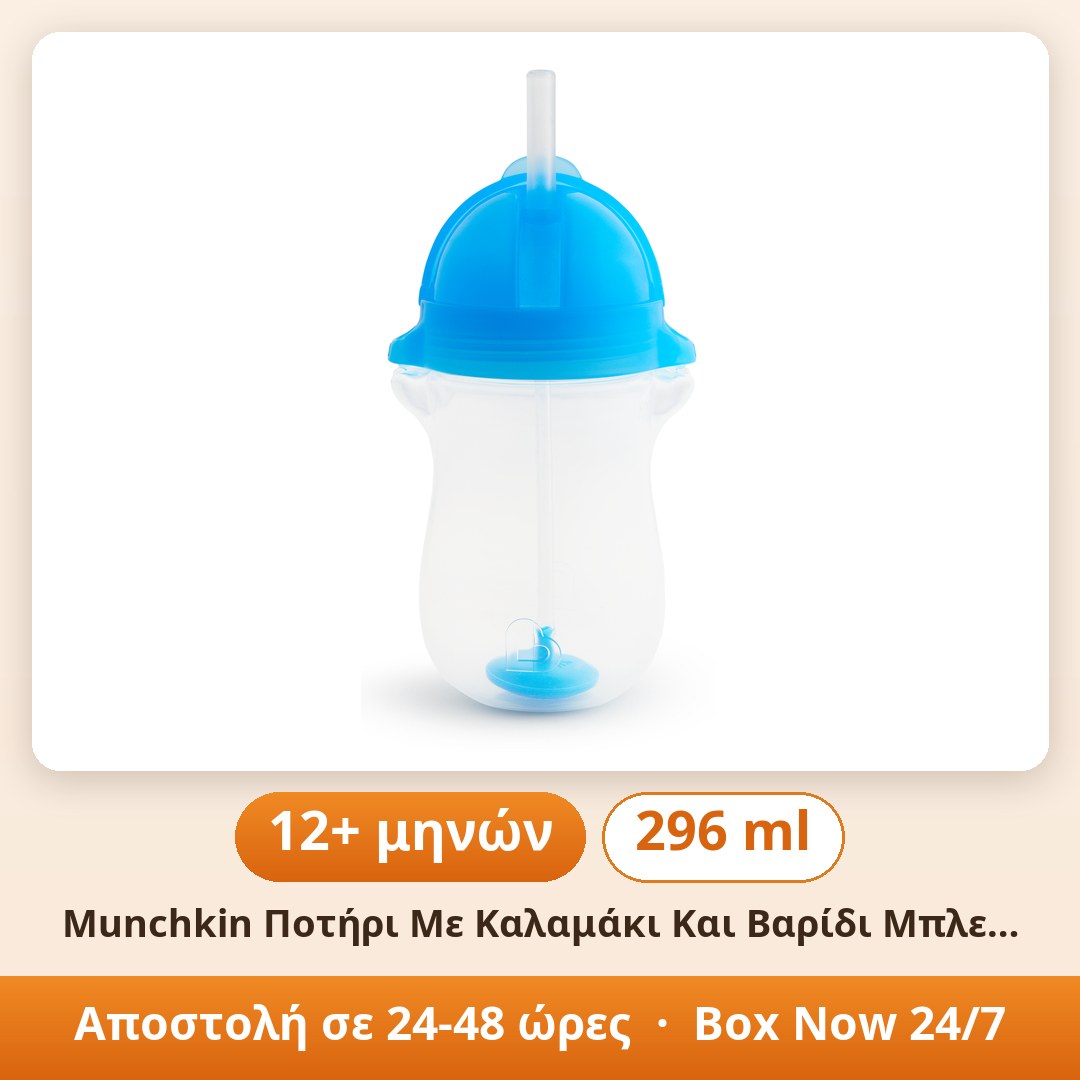 12+ μηνών
296 ml
Munchkin Ποτήρι Με Καλαμάκι Και Βαρίδι Μπλε...
Αποστολή σε 24-48 ώρες · Box Now 24/7